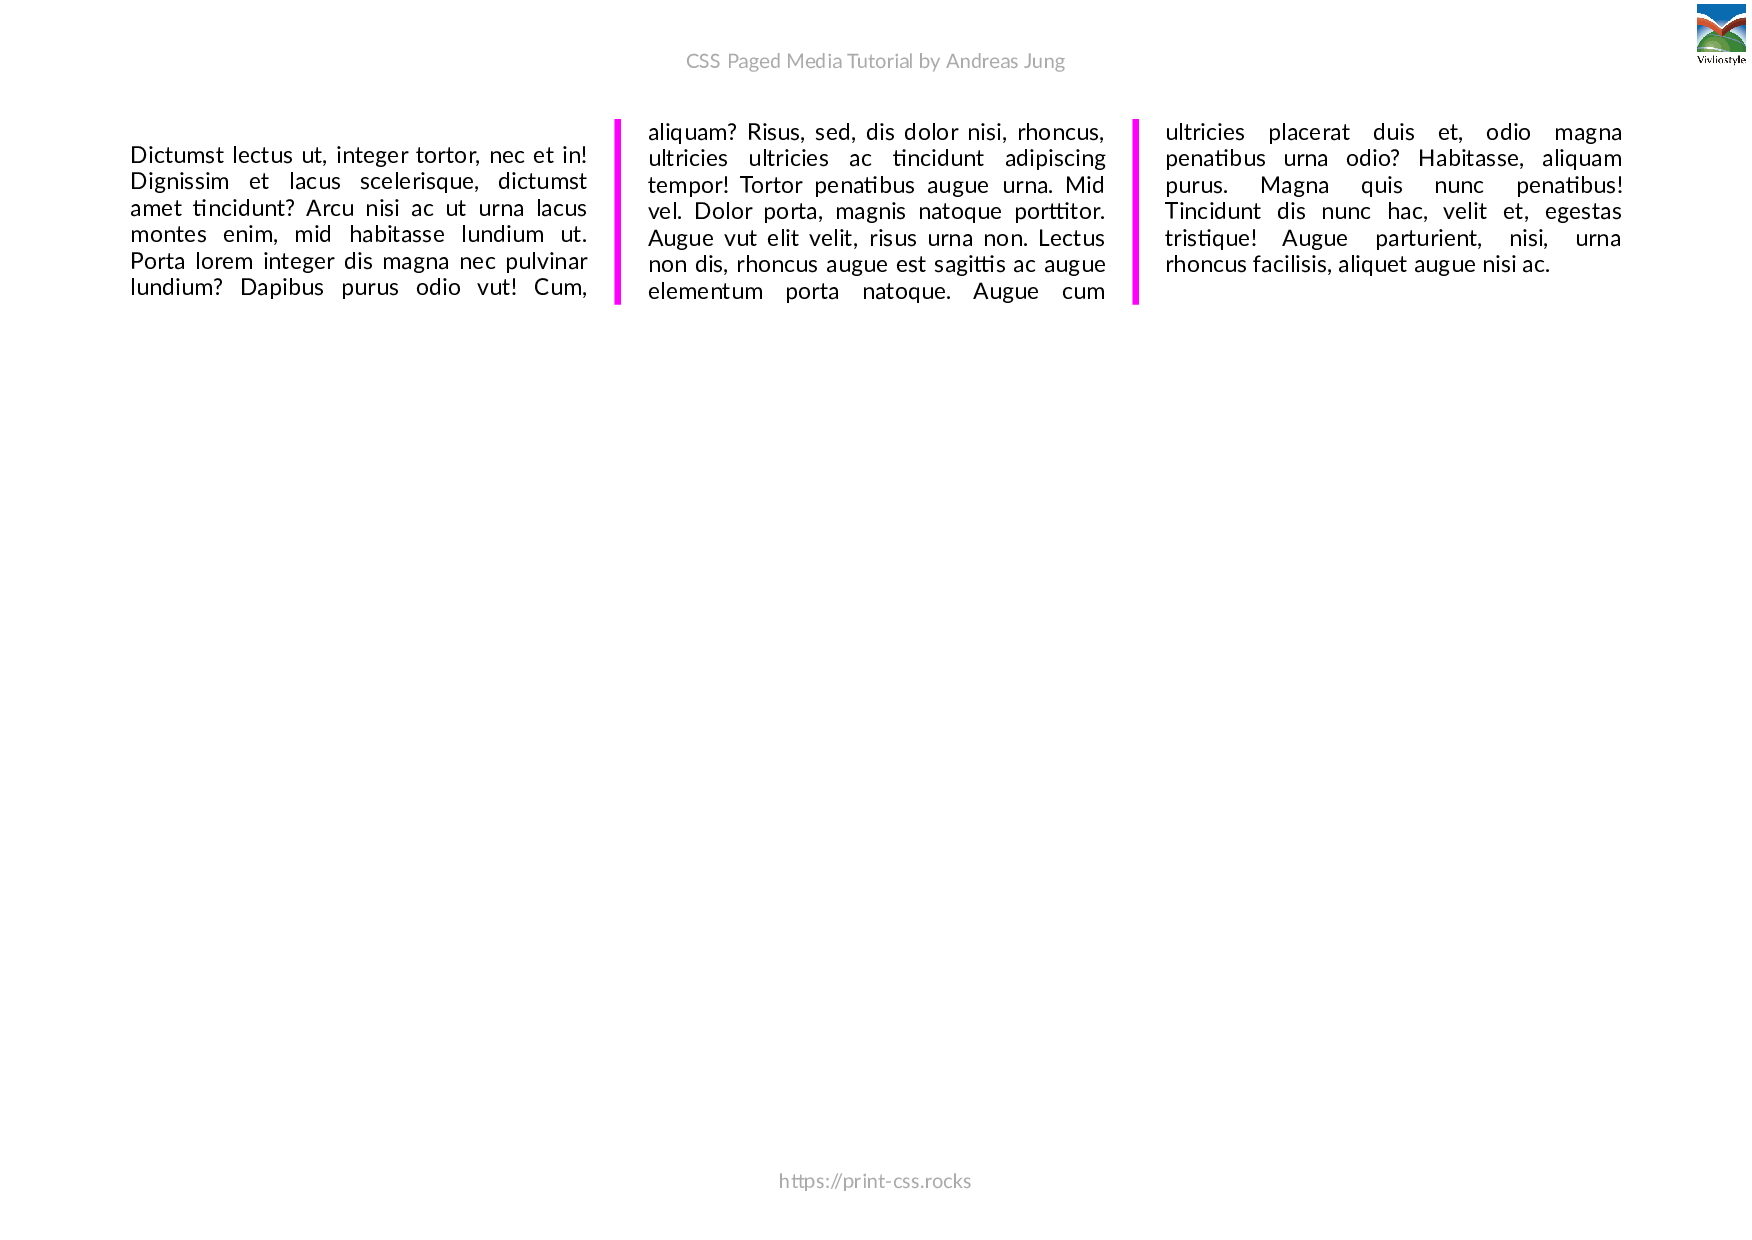 CSS Paged Media Tutorial by Andreas Jung
Vivliostyle
Dictumst lectus ut, integer tortor, nec et in!
Dignissim et lacus scelerisque, dictumst
amet tincidunt? Arcu nisi ac ut urna lacus
montes enim, mid habitasse lundium ut.
Porta lorem integer dis magna nec pulvinar
lundium? Dapibus purus odio vut! Cum,
aliquam? Risus, sed, dis dolor nisi, rhoncus,
ultricies ultricies ac tincidunt adipiscing
tempor! Tortor penatibus augue urna. Mid
vel. Dolor porta, magnis natoque porttitor.
Augue vut elit velit, risus urna non. Lectus
non dis, rhoncus augue est sagittis ac augue
elementum porta natoque. Augue cum
ultricies placerat duis et, odio magna
penatibus urna odio? Habitasse, aliquam
purus. Magna quis nunc penatibus!
Tincidunt dis nunc hac, velit et, egestas
tristique! Augue parturient, nisi, urna
rhoncus facilisis, aliquet augue nisi ac.
https://print-css.rocks